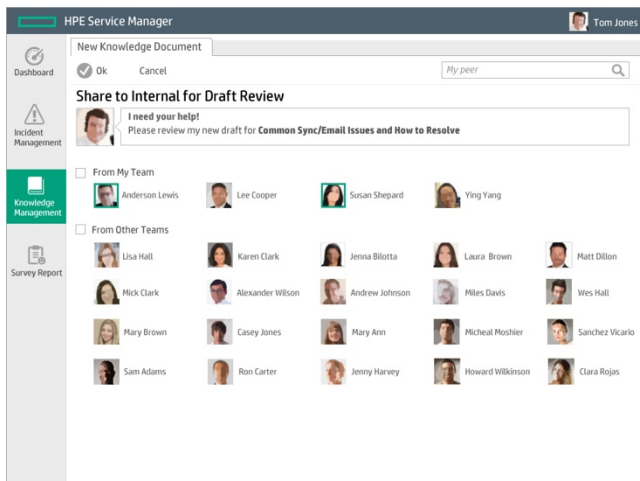 HPE Service Manager
Tom Jones
New Knowledge Document
Dashboard
Ok Cancel
My peer
Share to Internal for Draft Review
I need your help!
Please review my new draft for Common Sync/Email Issues and How to Resolve
Incident
Management
From My Team
Anderson Lewis Lee Cooper Susan Shepard Ying Yang
Knowledge
Management
From Other Teams
Lisa Hall Karen Clark Jenna Bilotta Laura Brown Matt Dillon
Survey Report
Mick Clark Alexander Wilson Andrew Johnson Miles Davis Wes Hall
Mary Brown Casey Jones Mary Ann Micheal Moshier Sanchez Vicario
Sam Adams Ron Carter Jenny Harvey Howard Wilkinson Clara Rojas